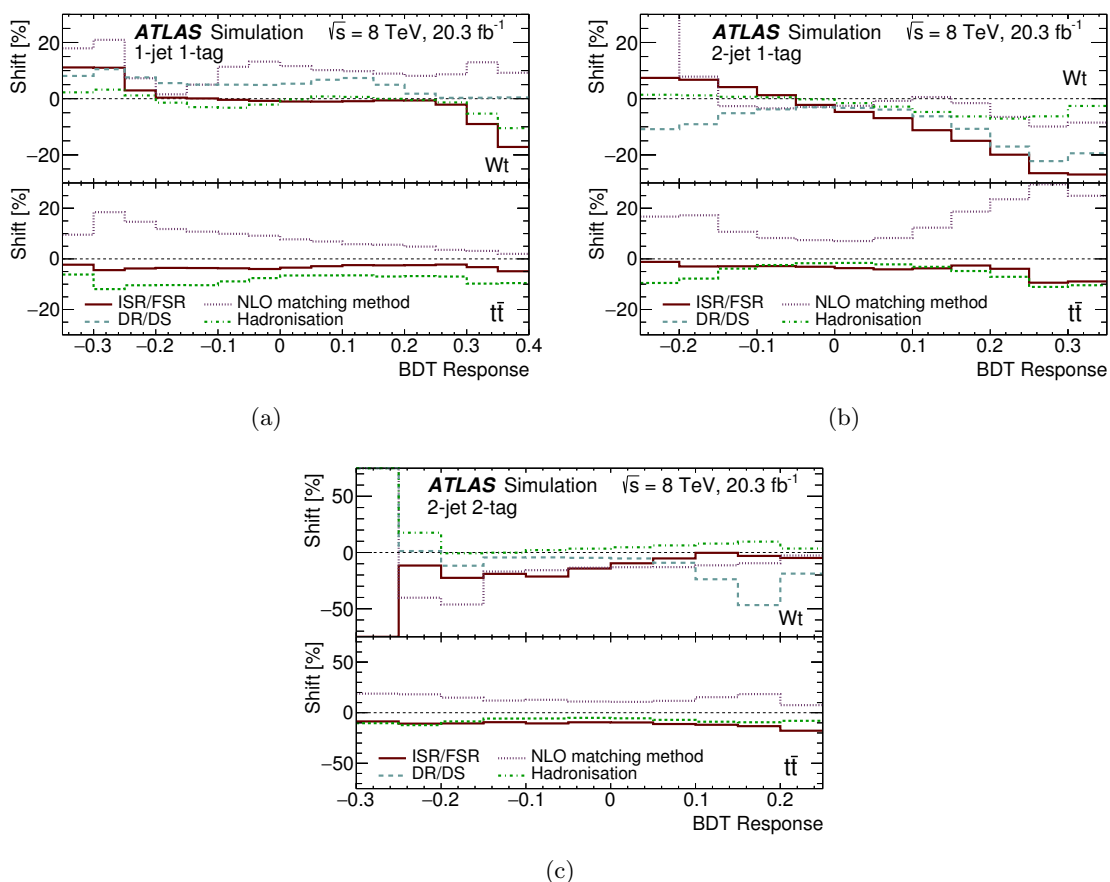 ATLAS Simulation √s = 8 TeV, 20.3 fb-1
1-jet 1-tag
Shift [%]
20
0
−20
Wt
Shift [%]
20
0
−20
ISR/FSR
NLO matching method
DR/DS
Hadronisation
tt̄
−0.3 −0.2 −0.1 0 0.1 0.2 0.3 0.4
BDT Response
(a)
ATLAS Simulation √s = 8 TeV, 20.3 fb-1
2-jet 1-tag
Wt
Shift [%]
20
0
−20
Shift [%]
20
0
−20
ISR/FSR
NLO matching method
DR/DS
Hadronisation
tt̄
−0.2 −0.1 0 0.1 0.2 0.3
BDT Response
(b)
ATLAS Simulation √s = 8 TeV, 20.3 fb-1
2-jet 2-tag
Shift [%]
50
0
−50
Wt
Shift [%]
50
0
−50
ISR/FSR
NLO matching method
DR/DS
Hadronisation
tt̄
−0.3 −0.2 −0.1 0 0.1 0.2
BDT Response
(c)